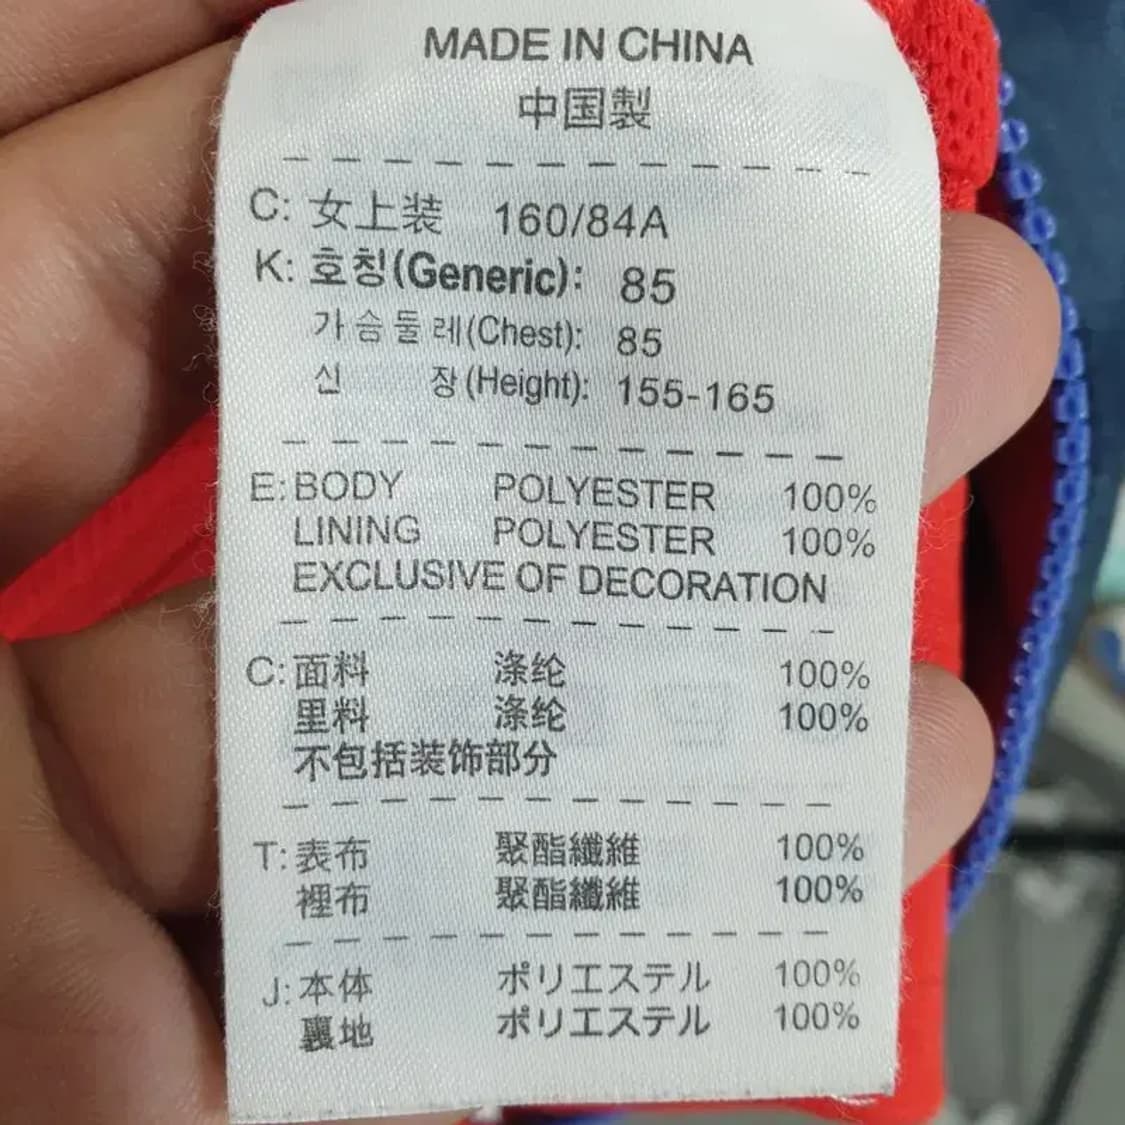 MADE IN CHINA
中国製
C: 女上装 160/84A
K: 호칭(Generic): 85
가슴둘레(Chest): 85
신 장(Height): 155-165
E: BODY POLYESTER 100%
LINING POLYESTER 100%
EXCLUSIVE OF DECORATION
C: 面料 涤纶 100%
里料 涤纶 100%
不包括装饰部分
T: 表布 聚酯纖維 100%
裡布 聚酯纖維 100%
J: 本体 ポリエステル 100%
裏地 ポリエステル 100%